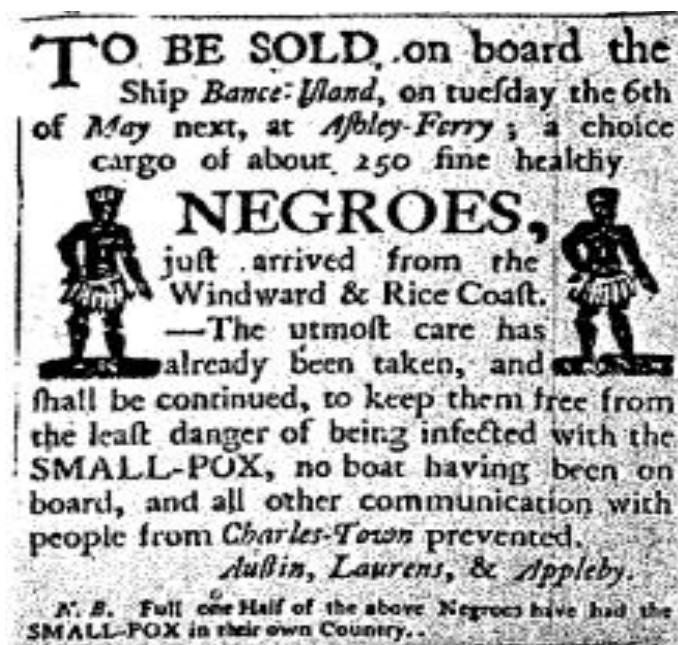 TO BE SOLD on board the
Ship Bance-Iſland, on tueſday the 6th
of May next, at Aſhley-Ferry; a choice
cargo of about 250 fine healthy
NEGROES,
juſt arrived from the
Windward & Rice Coaſt.
—The utmoſt care has
already been taken, and
ſhall be continued, to keep them free from
the leaſt danger of being infected with the
SMALL-POX, no boat having been on
board, and all other communication with
people from Charles-Town prevented.
Auſtin, Laurens, & Appleby.
N. B. Full one Half of the above Negroes have had the
SMALL-POX in their own Country.